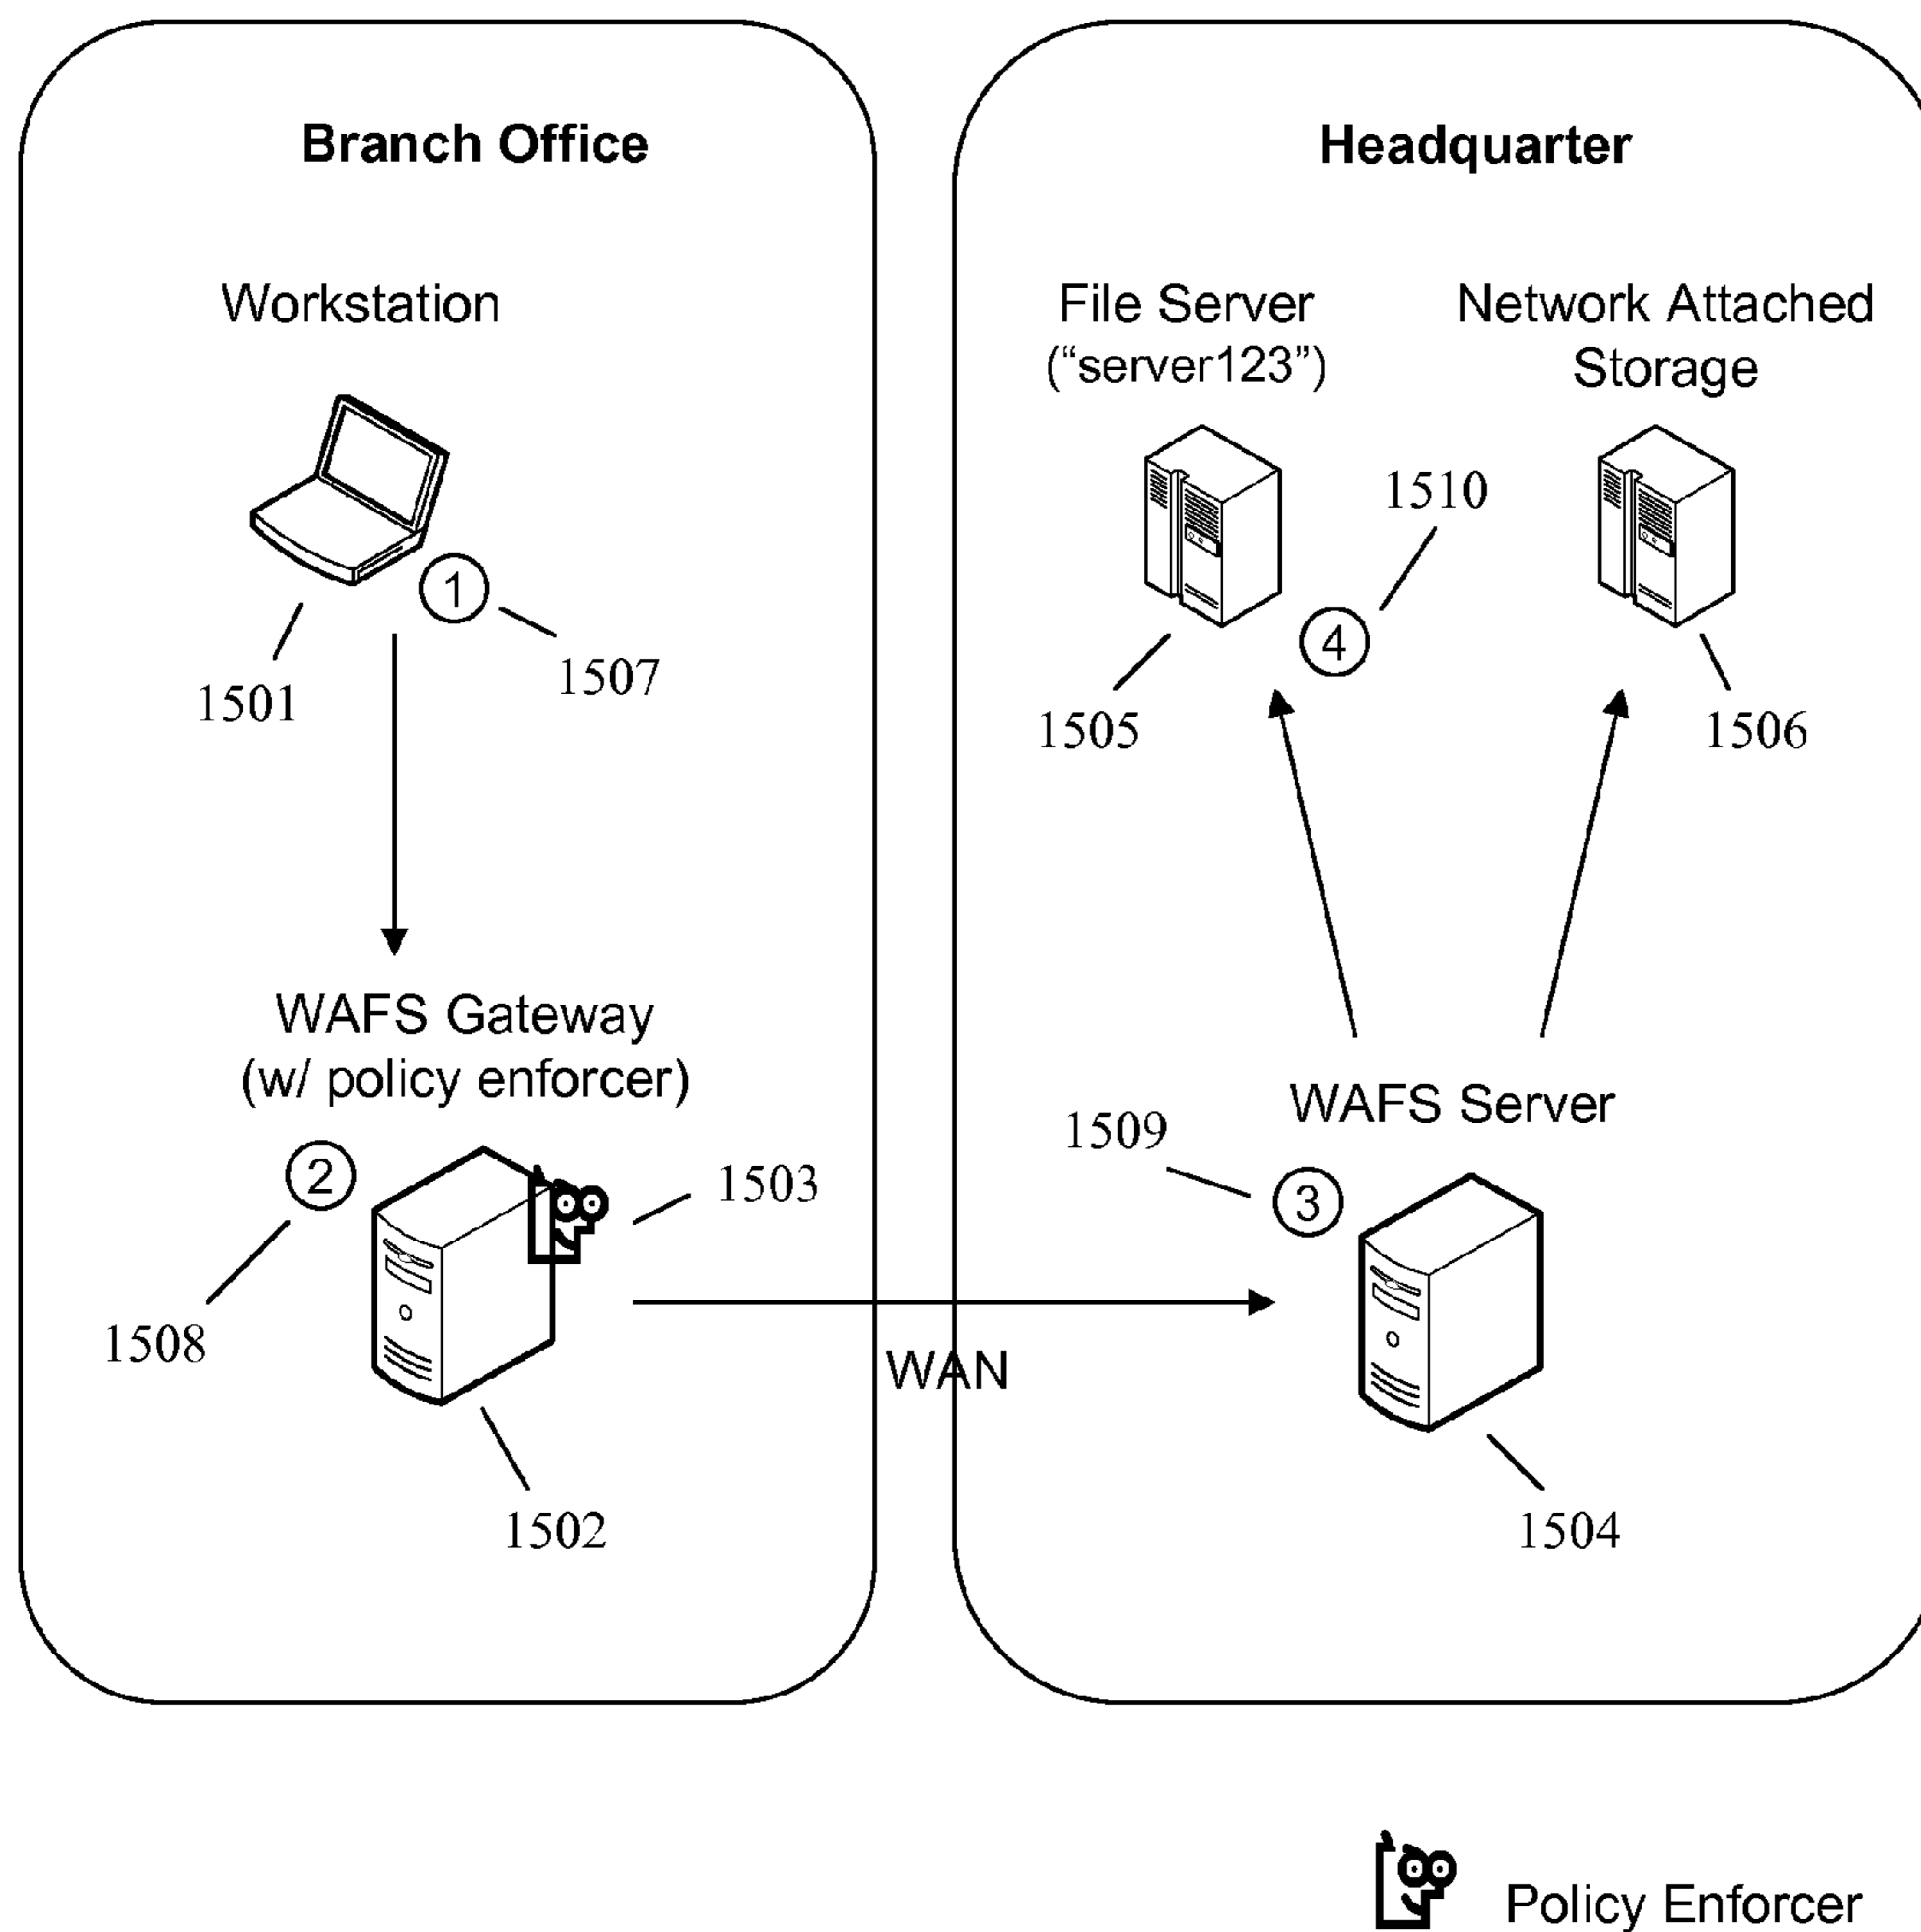 Branch Office
Workstation
1
1501
1507
WAFS Gateway
(w/ policy enforcer)
2
1503
1508
1502
WAN
Headquarter
File Server
("server123")
Network Attached
Storage
1510
4
1505
1506
WAFS Server
1509
3
1504
Policy Enforcer